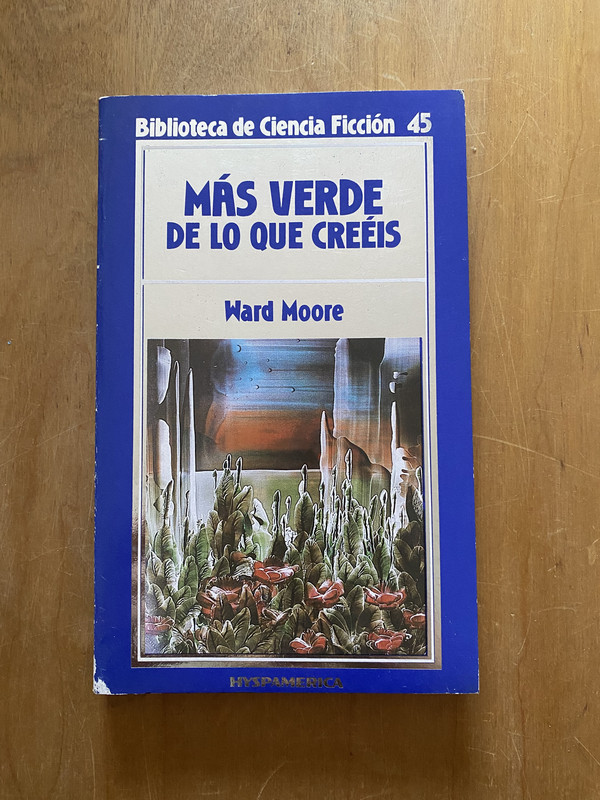 Biblioteca de Ciencia Ficción 45
MÁS VERDE
DE LO QUE CREÉIS
Ward Moore
HYSPAMERICA